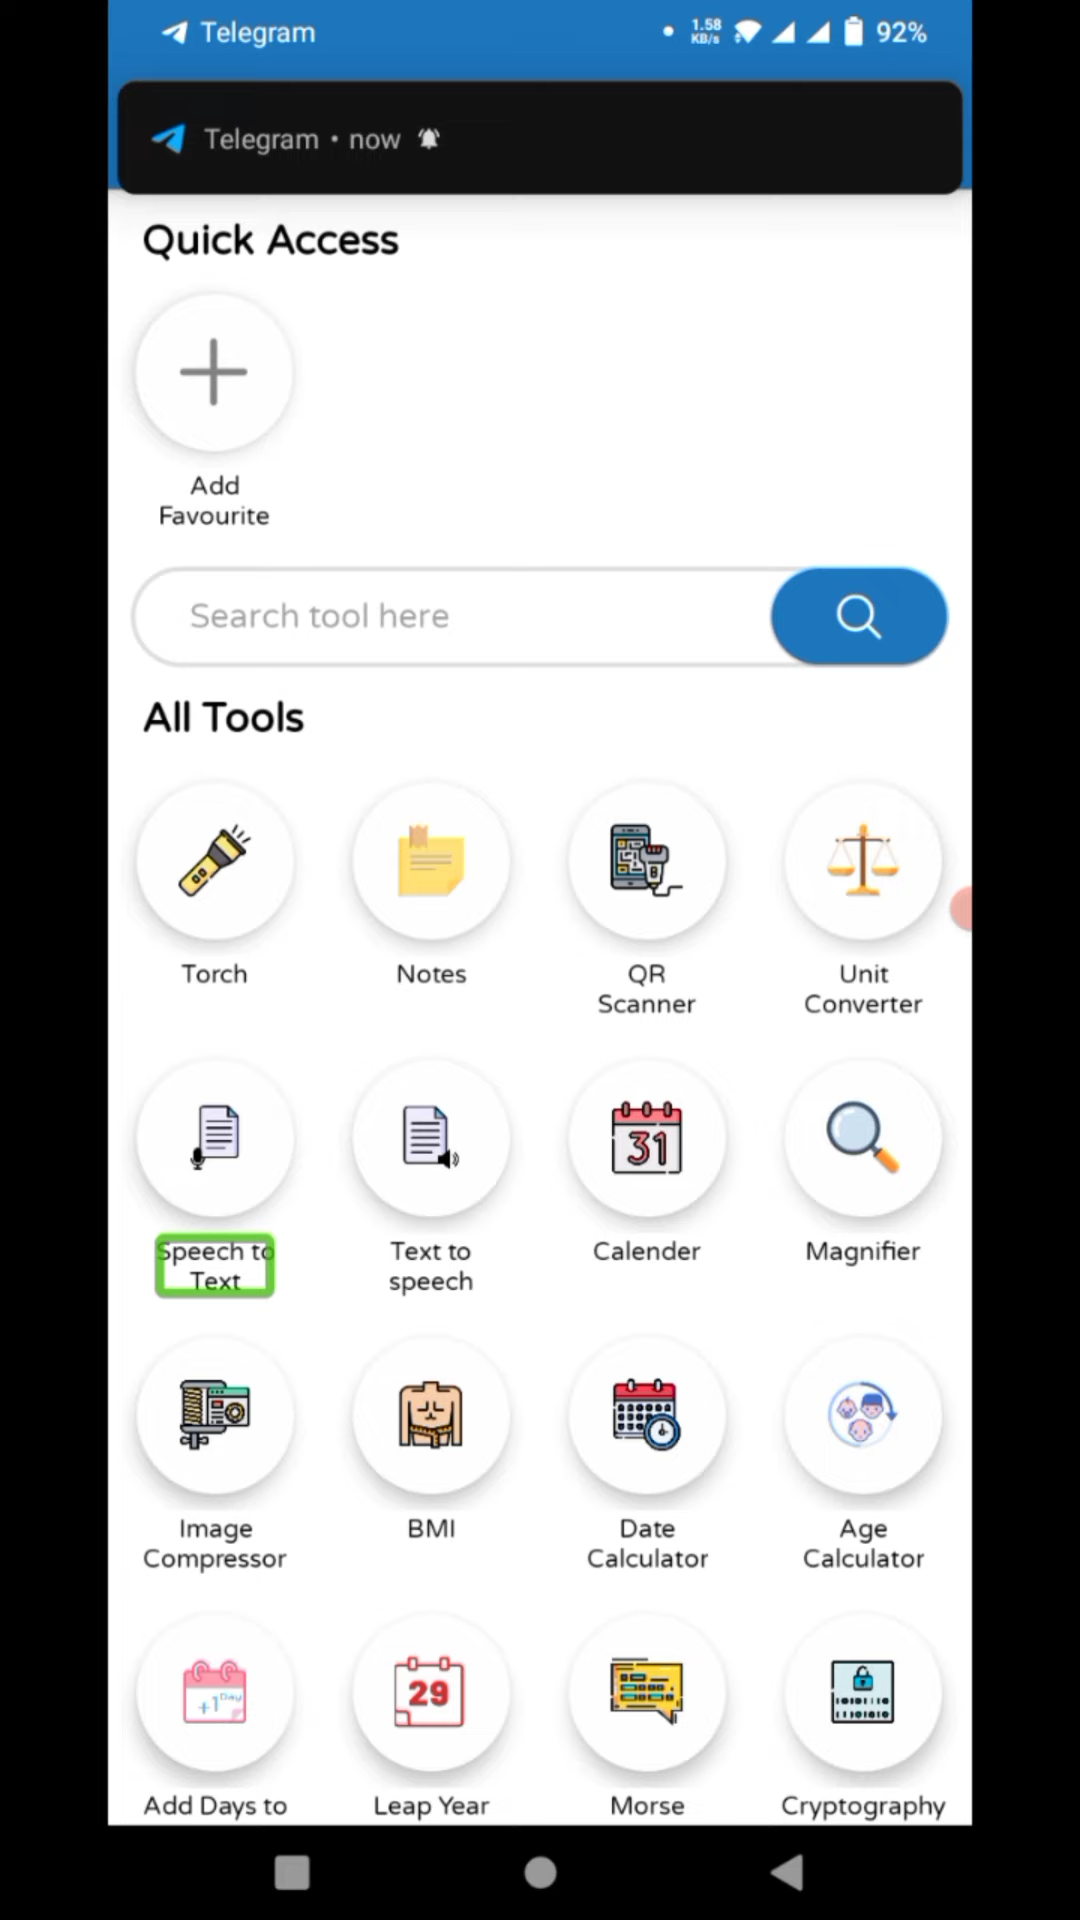 Telegram
1.58
KB/s
92%
Telegram • now
Quick Access
Add
Favourite
Search tool here
All Tools
Torch
Notes
QR
Scanner
Unit
Converter
Speech to
Text
Text to
speech
31
Calender
Magnifier
Image
Compressor
BMI
Date
Calculator
Age
Calculator
+1 Day
Add Days to
29
Leap Year
Morse
Cryptography